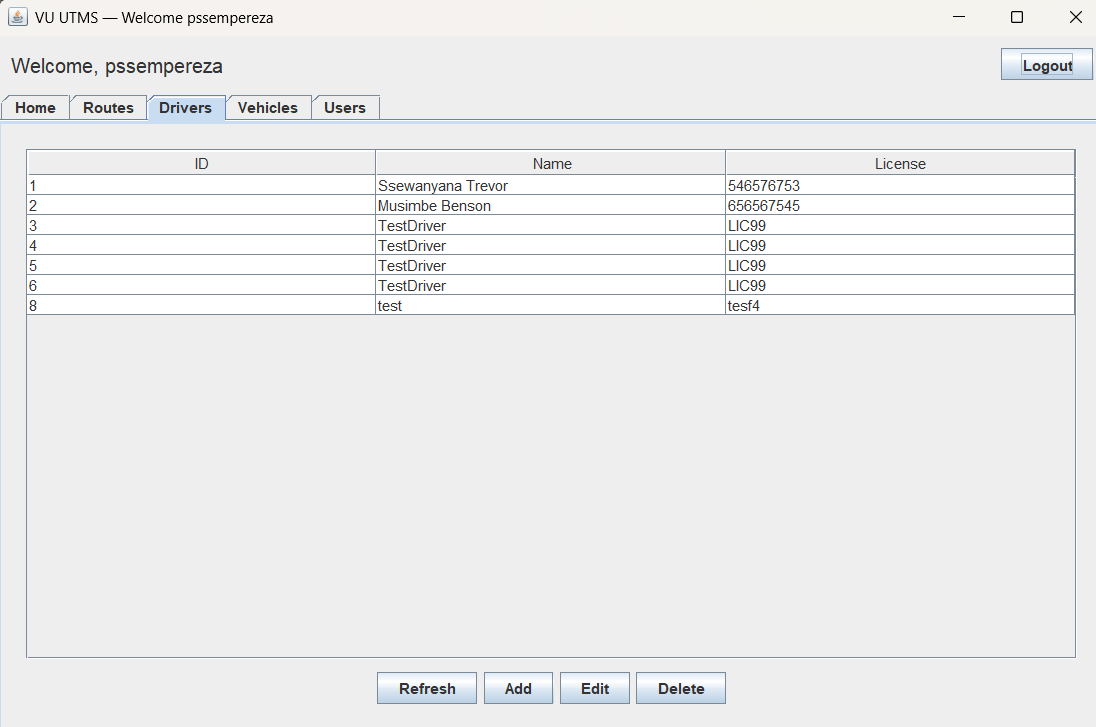 VU UTMS — Welcome pssempereza
Welcome, pssempereza
Logout
Home Routes Drivers Vehicles Users
ID Name License
1 Ssewanyana Trevor 546576753
2 Musimbe Benson 656567545
3 TestDriver LIC99
4 TestDriver LIC99
5 TestDriver LIC99
6 TestDriver LIC99
8 test tesf4
Refresh Add Edit Delete